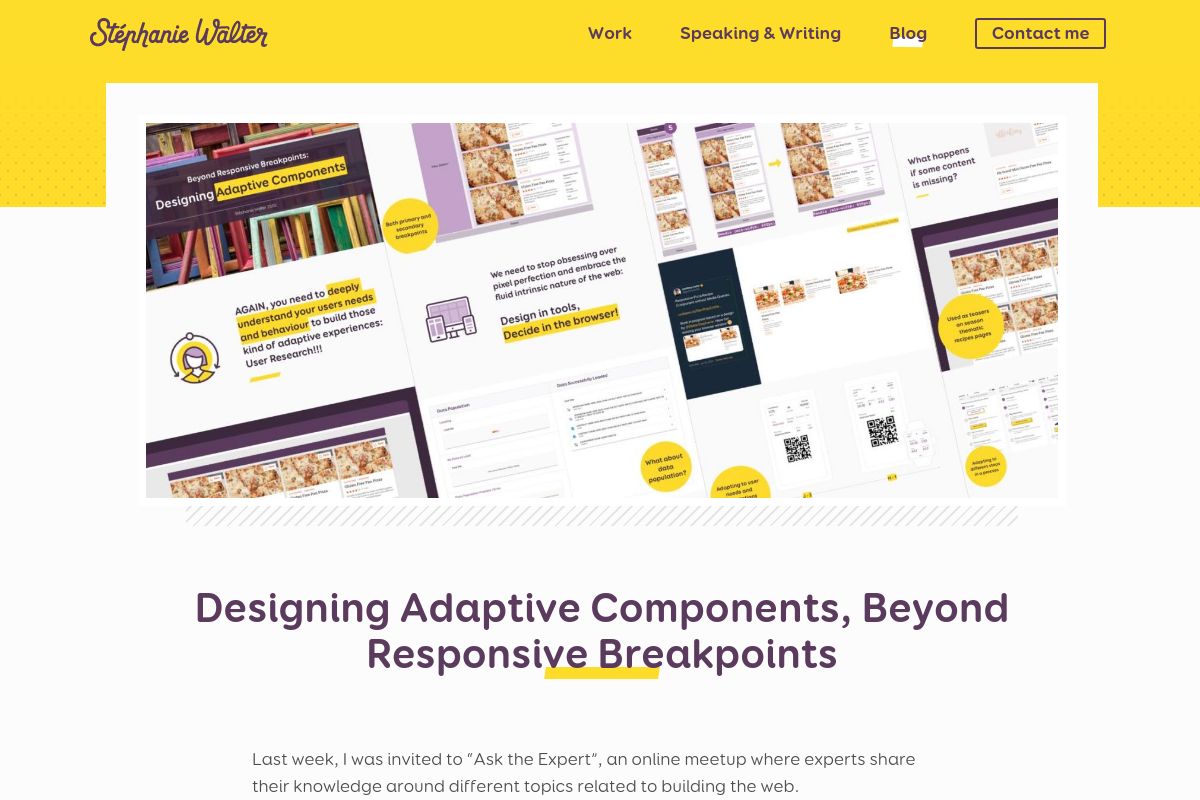 Stéphanie Walter
Work
Speaking & Writing
Blog
Contact me
Beyond Responsive Breakpoints:
Designing Adaptive Components
Both primary and
secondary
breakpoints
We need to stop obsessing over
pixel perfection and embrace the
fluid intrinsic nature of the web:
Design in tools,
Decide in the browser!
What happens
if some content
is missing?
AGAIN, you need to deeply
understand your users needs
and behaviour to build those
kind of adaptive experiences:
User Research!!!
Used as teasers
on season
thematic
recipes pages
Data Population
Data Successfully Loaded
What about
data
population?
Adapting to user
needs and
Adapting to
different steps
in a process
Designing Adaptive Components, Beyond
Responsive Breakpoints
Last week, I was invited to “Ask the Expert”, an online meetup where experts share
their knowledge around different topics related to building the web.